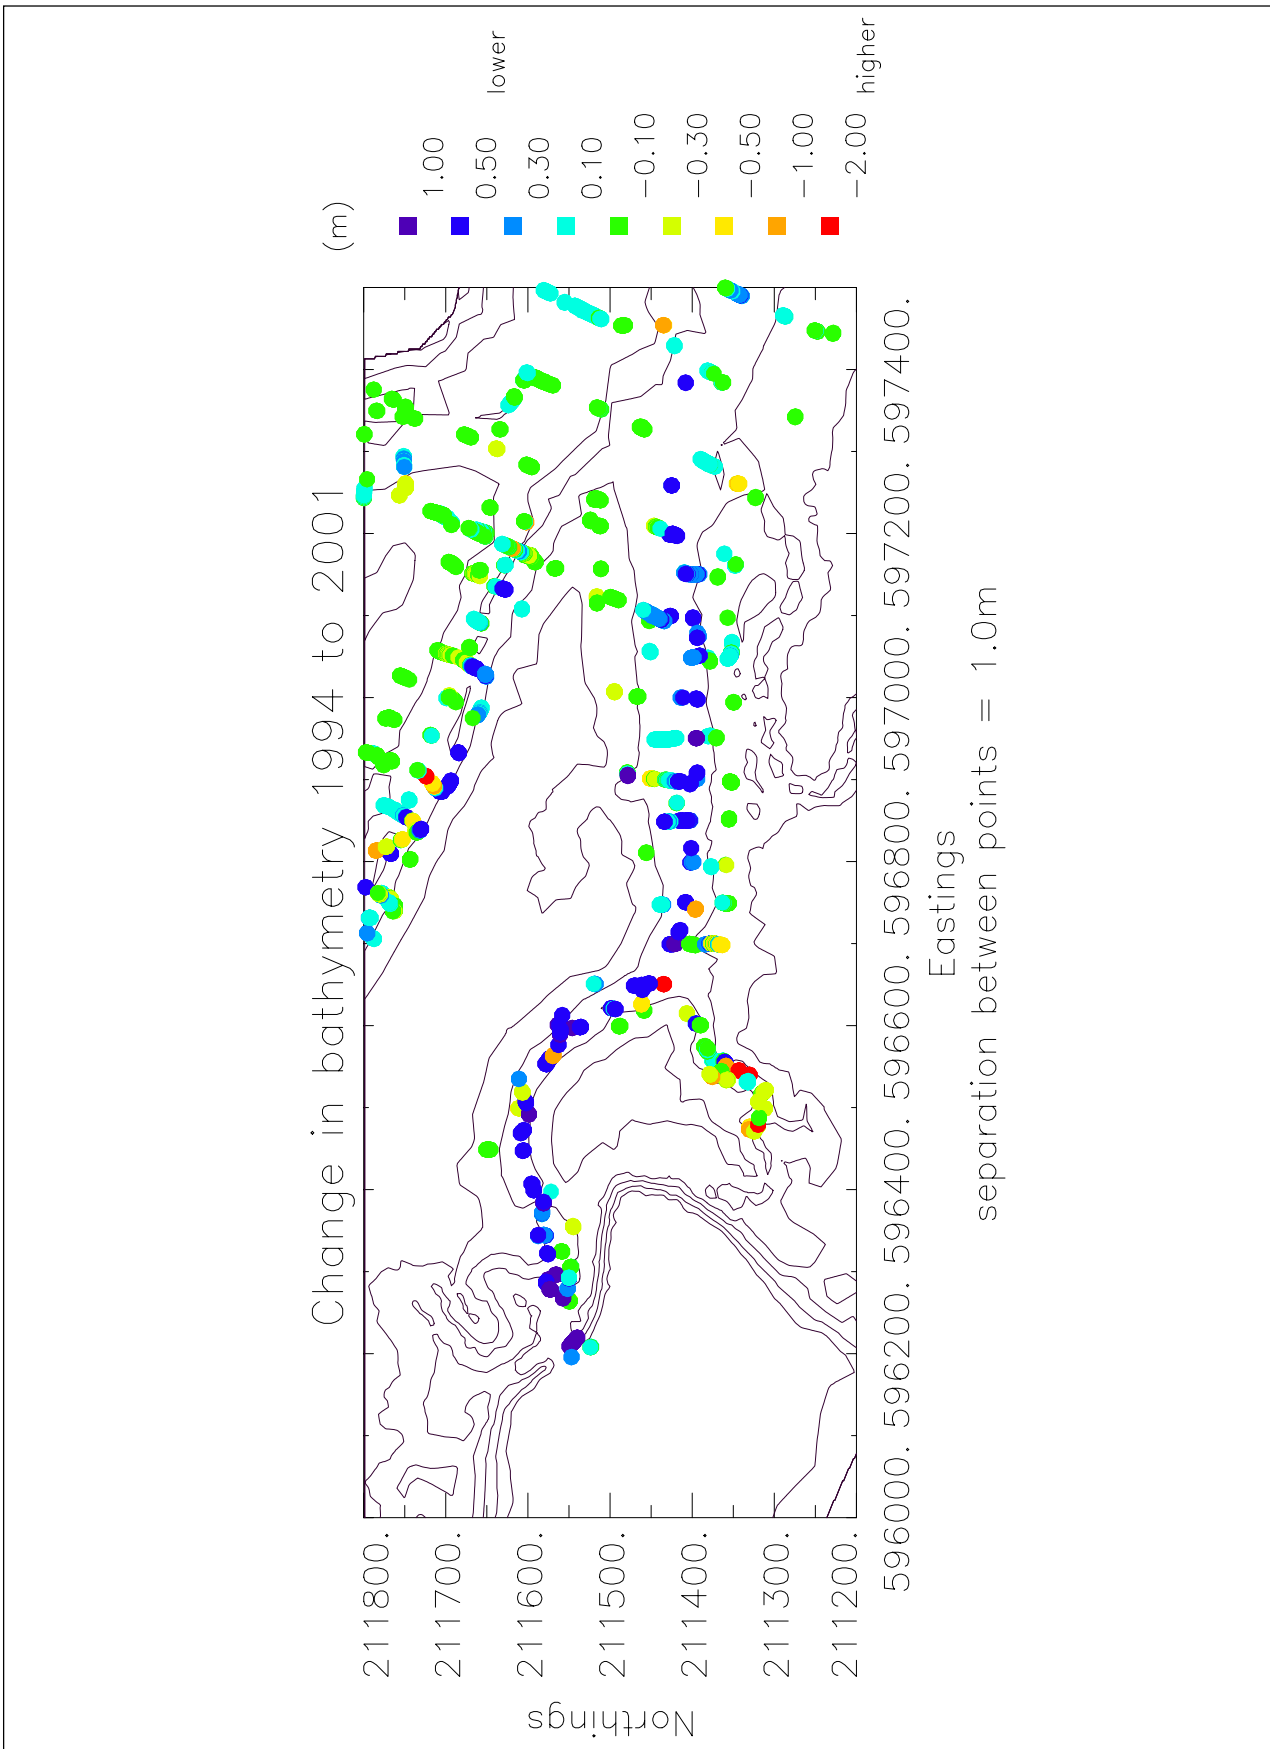 Change in bathymetry 1994 to 2001
(m)
1.00
0.50
0.30
0.10
−0.10
−0.30
−0.50
−1.00
−2.00
lower
higher
211800.
211700.
211600.
211500.
211400.
211300.
211200.
Northings
596000. 596200. 596400. 596600. 596800. 597000. 597200. 597400.
Eastings
separation between points = 1.0m